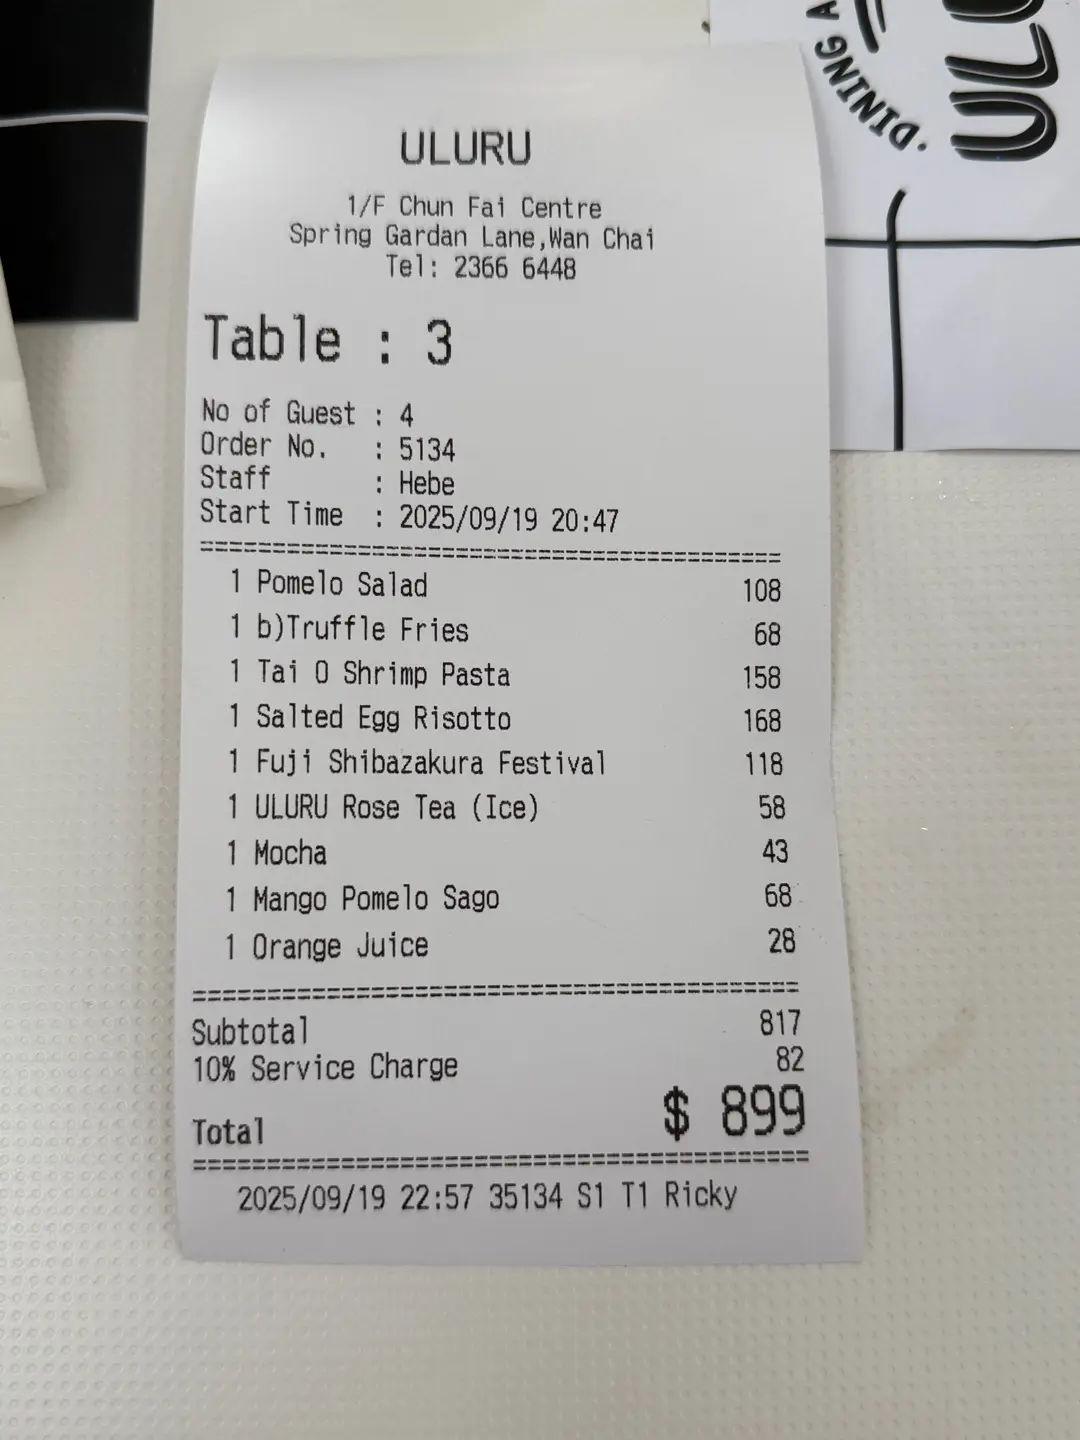 ULURU
1/F Chun Fai Centre
Spring Gardan Lane,Wan Chai
Tel: 2366 6448
Table : 3
No of Guest : 4
Order No. : 5134
Staff : Hebe
Start Time : 2025/09/19 20:47
========================================
1 Pomelo Salad 108
1 b)Truffle Fries 68
1 Tai O Shrimp Pasta 158
1 Salted Egg Risotto 168
1 Fuji Shibazakura Festival 118
1 ULURU Rose Tea (Ice) 58
1 Mocha 43
1 Mango Pomelo Sago 68
1 Orange Juice 28
========================================
Subtotal 817
10% Service Charge 82
Total $ 899
========================================
2025/09/19 22:57 35134 S1 T1 Ricky
·DINING A